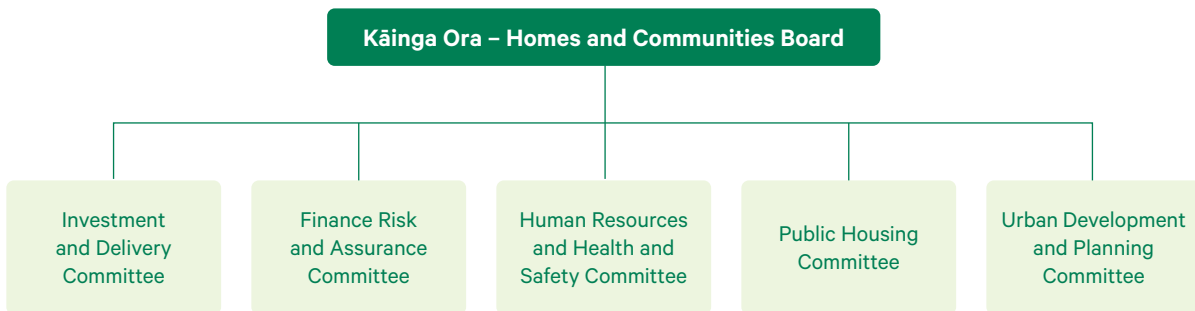 Kāinga Ora – Homes and Communities Board
Investment
and Delivery
Committee
Finance Risk
and Assurance
Committee
Human Resources
and Health and
Safety Committee
Public Housing
Committee
Urban Development
and Planning
Committee